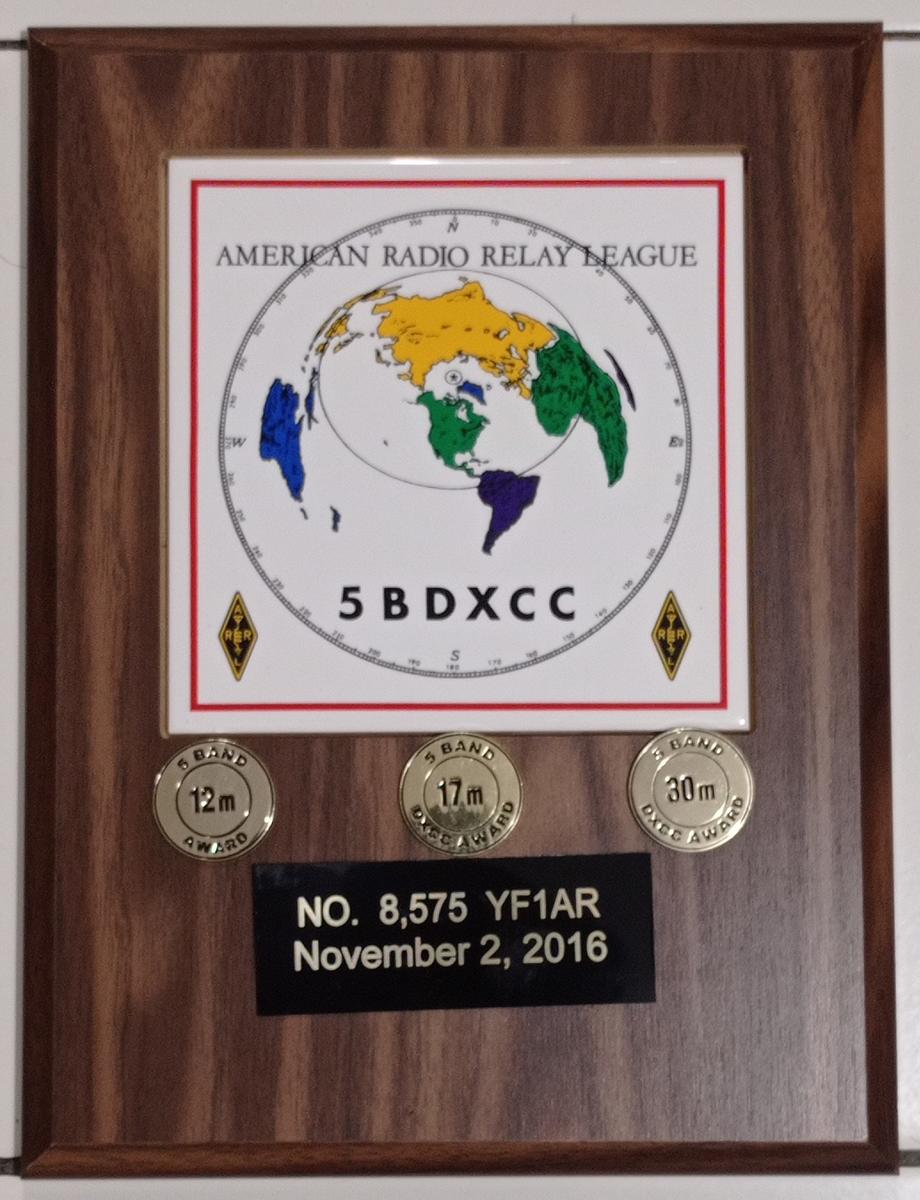 N
AMERICAN RADIO RELAY LEAGUE
W
E
5BDXCC
S
A
R R
L
A
R R
L
5 BAND
12m
AWARD
5 BAND
17m
DXCC AWARD
5 BAND
30m
DXCC AWARD
NO. 8,575 YF1AR
November 2, 2016